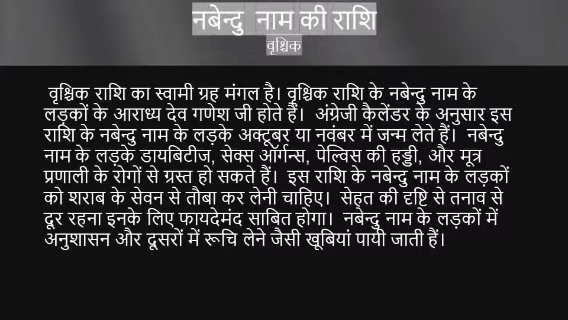 नबेन्दु नाम की राशि
वृश्चिक
वृश्चिक राशि का स्वामी ग्रह मंगल है। वृश्चिक राशि के नबेन्दु नाम के
लड़कों के आराध्य देव गणेश जी होते हैं। अंग्रेजी कैलेंडर के अनुसार इस
राशि के नबेन्दु नाम के लड़के अक्टूबर या नवंबर में जन्म लेते हैं। नबेन्दु
नाम के लड़के डायबिटीज, सेक्स ऑर्गन्स, पेल्विस की हड्डी, और मूत्र
प्रणाली के रोगों से ग्रस्त हो सकते हैं। इस राशि के नबेन्दु नाम के लड़कों
को शराब के सेवन से तौबा कर लेनी चाहिए। सेहत की दृष्टि से तनाव से
दूर रहना इनके लिए फायदेमंद साबित होगा। नबेन्दु नाम के लड़कों में
अनुशासन और दूसरों में रूचि लेने जैसी खूबियां पायी जाती हैं।